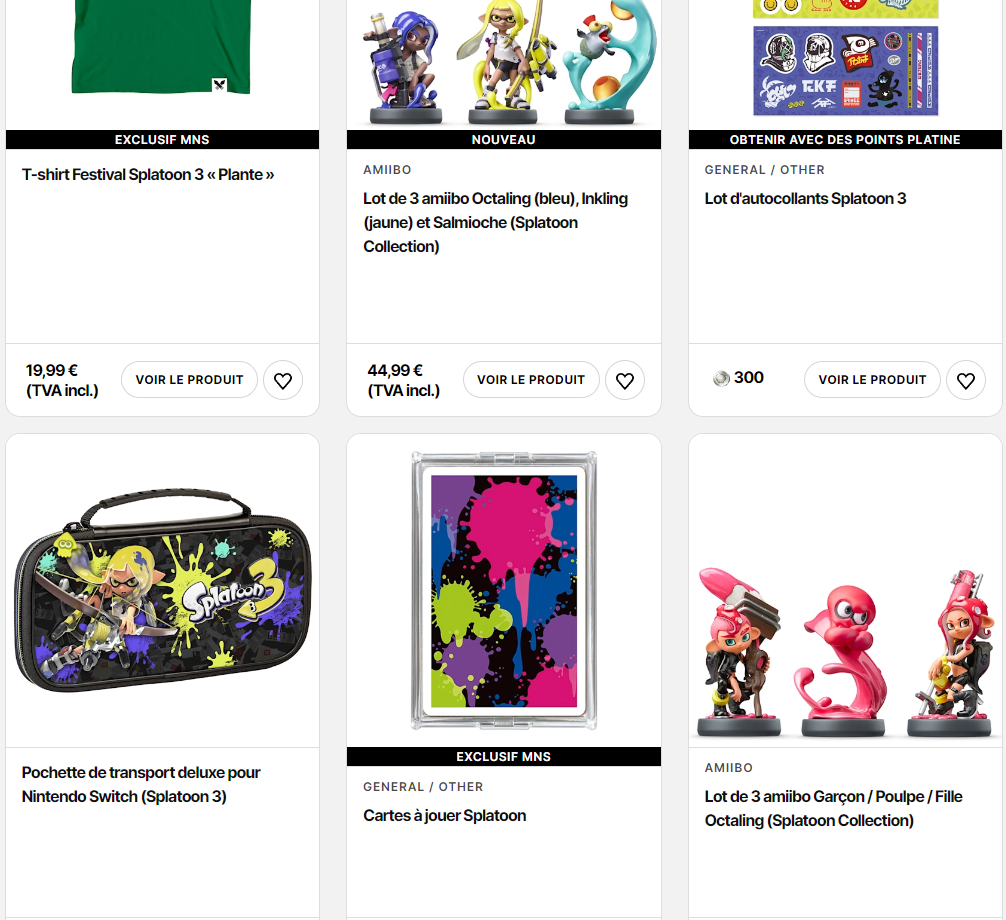 EXCLUSIF MNS
T-shirt Festival Splatoon 3 « Plante »
19,99 €
(TVA incl.)
VOIR LE PRODUIT
NOUVEAU
AMIIBO
Lot de 3 amiibo Octaling (bleu), Inkling
(jaune) et Salmioche (Splatoon
Collection)
44,99 €
(TVA incl.)
VOIR LE PRODUIT
OBTENIR AVEC DES POINTS PLATINE
GENERAL / OTHER
Lot d'autocollants Splatoon 3
300
VOIR LE PRODUIT
Splatoon 3
Pochette de transport deluxe pour
Nintendo Switch (Splatoon 3)
EXCLUSIF MNS
GENERAL / OTHER
Cartes à jouer Splatoon
AMIIBO
Lot de 3 amiibo Garçon / Poulpe / Fille
Octaling (Splatoon Collection)